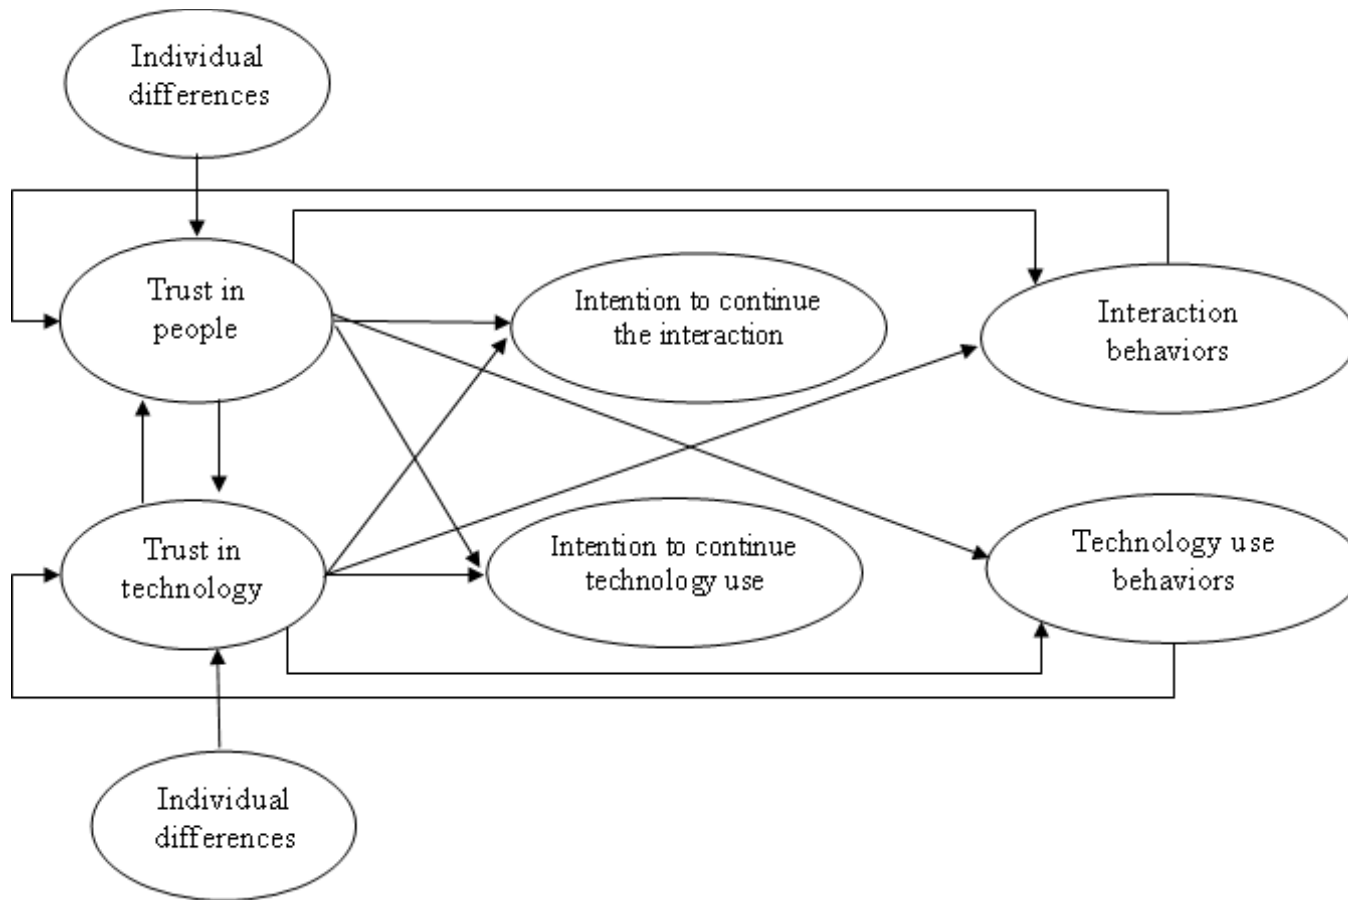 Individual
differences
Trust in
people
Intention to continue
the interaction
Interaction
behaviors
Trust in
technology
Intention to continue
technology use
Technology use
behaviors
Individual
differences